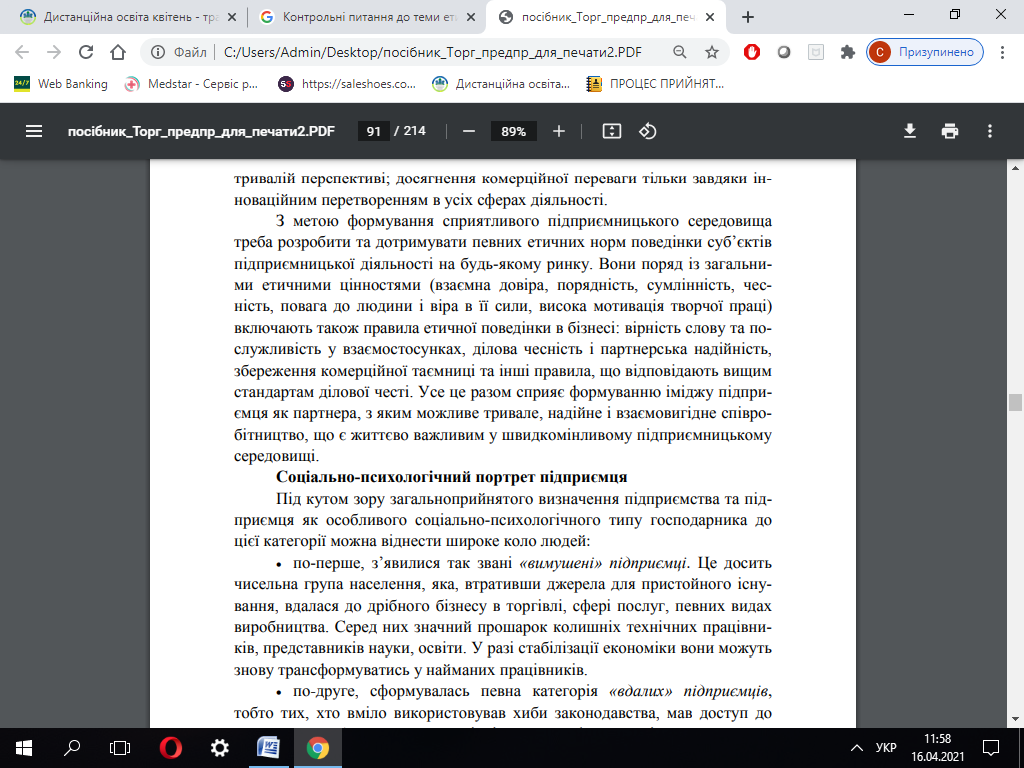 Дистанційна освіта квітень - тра
Контрольні питання до теми ет
посібник_Торг_предпр_для_печ
Файл
C:/Users/Admin/Desktop/посібник_Торг_предпр_для_печати2.PDF
С
Призупинено
24/7 Web Banking
Medstar - Сервіс р...
SS https://saleshoes.co...
Дистанційна освіта...
ПРОЦЕС ПРИЙНЯТ...
посібник_Торг_предпр_для_печати2.PDF
91 / 214
89%
тривалій перспективі; досягнення комерційної переваги тільки завдяки ін-
новаційним перетворенням в усіх сферах діяльності.
З метою формування сприятливого підприємницького середовища
треба розробити та дотримувати певних етичних норм поведінки суб’єктів
підприємницької діяльності на будь-якому ринку. Вони поряд із загальни-
ми етичними цінностями (взаємна довіра, порядність, сумлінність, чес-
ність, повага до людини і віра в її сили, висока мотивація творчої праці)
включають також правила етичної поведінки в бізнесі: вірність слову та по-
служливість у взаємостосунках, ділова чесність і партнерська надійність,
збереження комерційної таємниці та інші правила, що відповідають вищим
стандартам ділової честі. Усе це разом сприяє формуванню іміджу підпри-
ємця як партнера, з яким можливе тривале, надійне і взаємовигідне співро-
бітництво, що є життєво важливим у швидкомінливому підприємницькому
середовищі.
Соціально-психологічний портрет підприємця
Під кутом зору загальноприйнятого визначення підприємства та під-
приємця як особливого соціально-психологічного типу господарника до
цієї категорії можна віднести широке коло людей:
• по-перше, з’явилися так звані «вимушені» підприємці. Це досить
чисельна група населення, яка, втративши джерела для пристойного існу-
вання, вдалася до дрібного бізнесу в торгівлі, сфері послуг, певних видах
виробництва. Серед них значний прошарок колишніх технічних працівни-
ків, представників науки, освіти. У разі стабілізації економіки вони можуть
знову трансформуватись у найманих працівників.
• по-друге, сформувалась певна категорія «вдалих» підприємців,
тобто тих, хто вміло використовував хиби законодавства, мав доступ до
УКР
11:58
16.04.2021